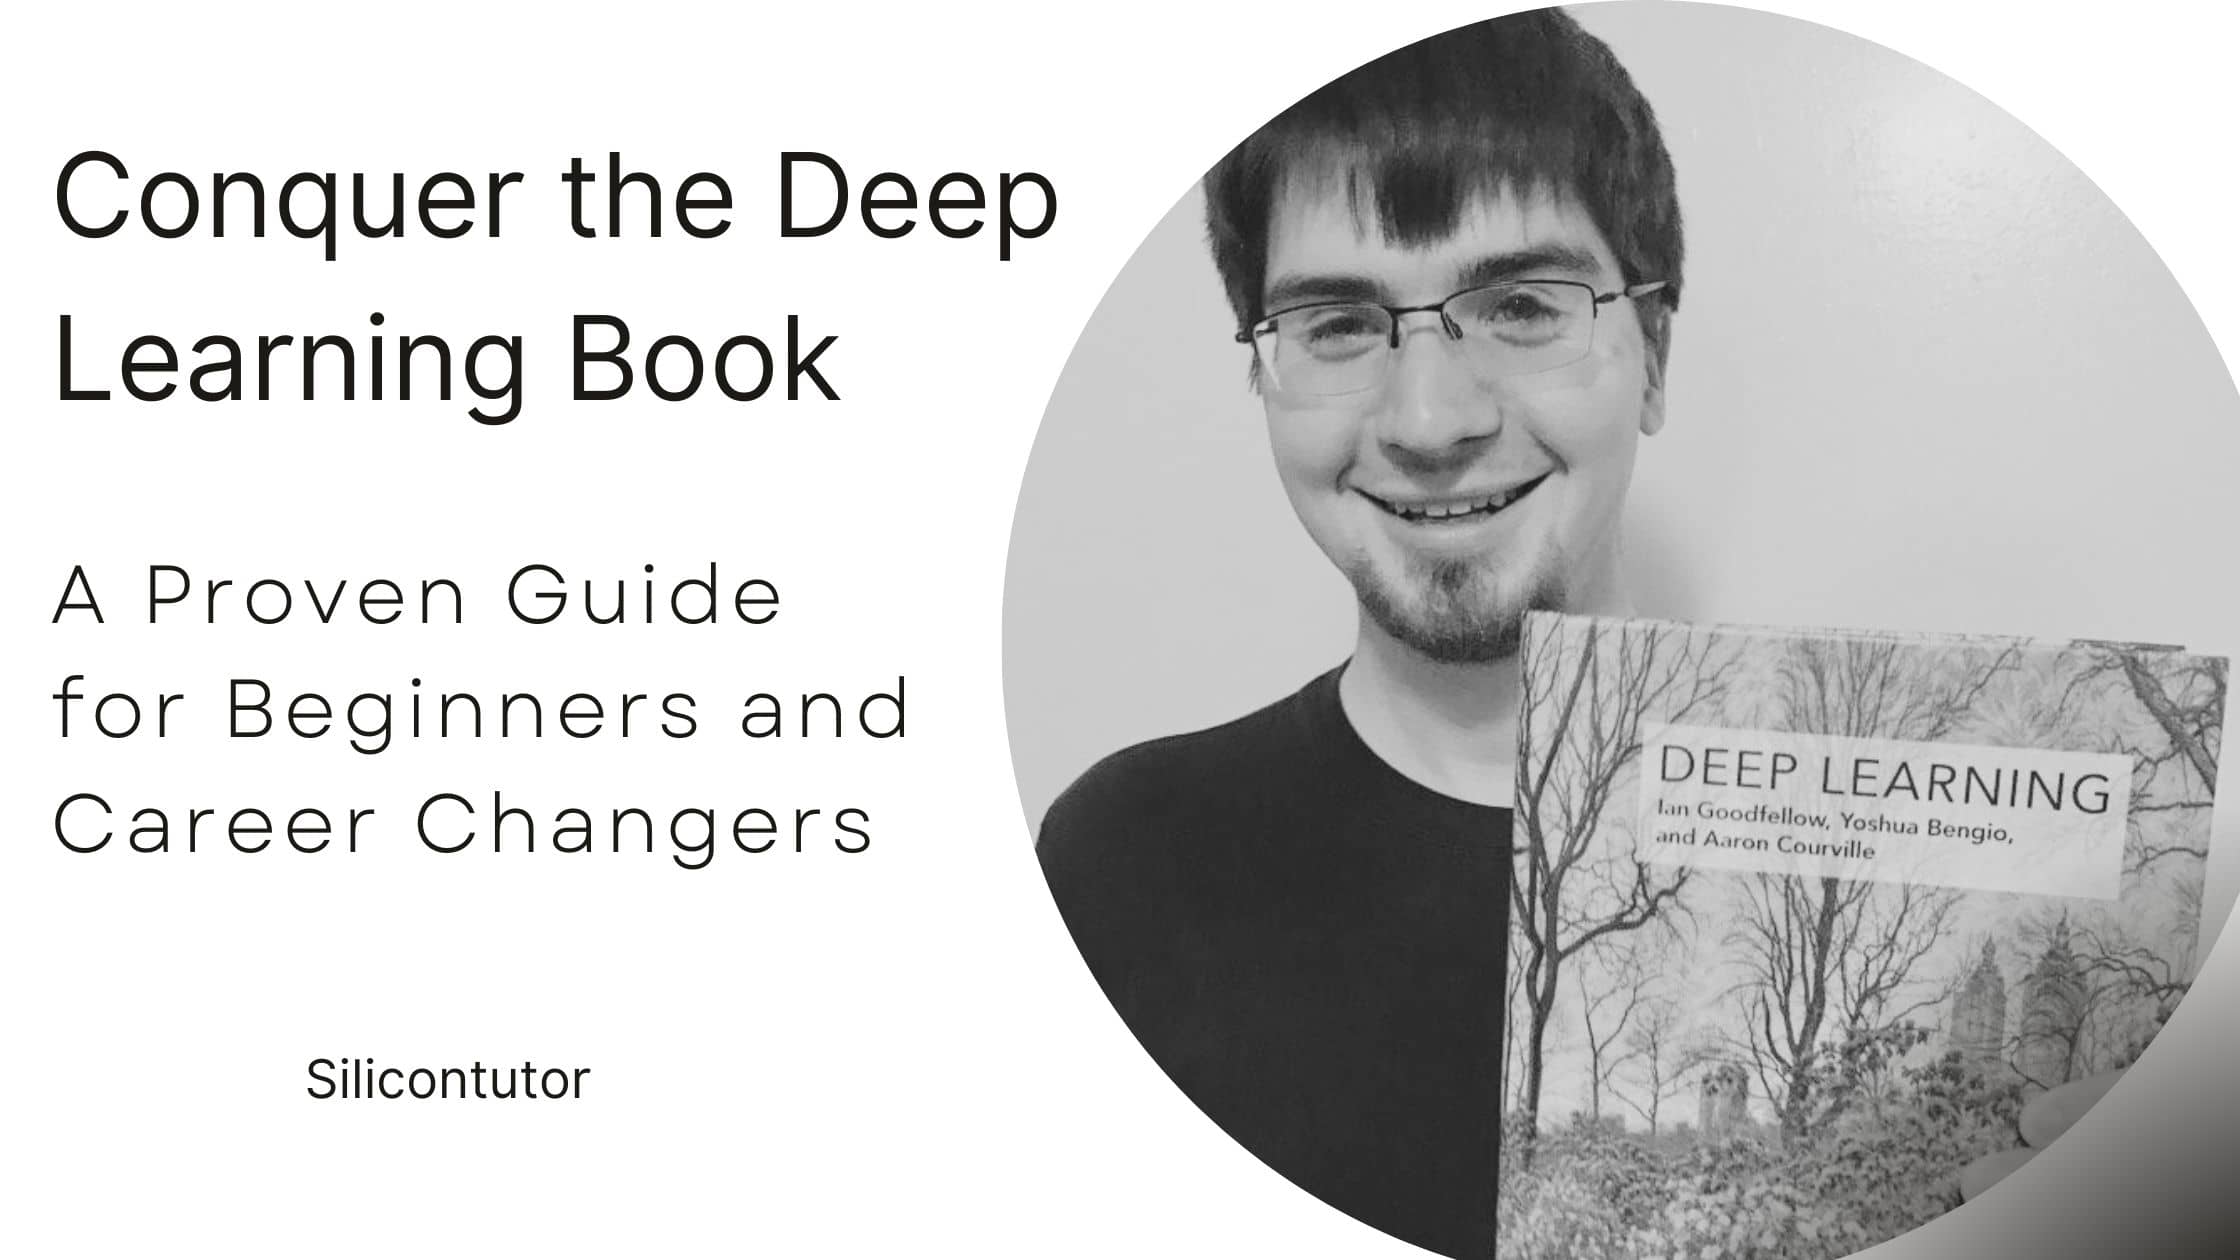 Conquer the Deep
Learning Book
A Proven Guide
for Beginners and
Career Changers
Silicontutor
DEEP LEARNING
Ian Goodfellow, Yoshua Bengio,
and Aaron Courville